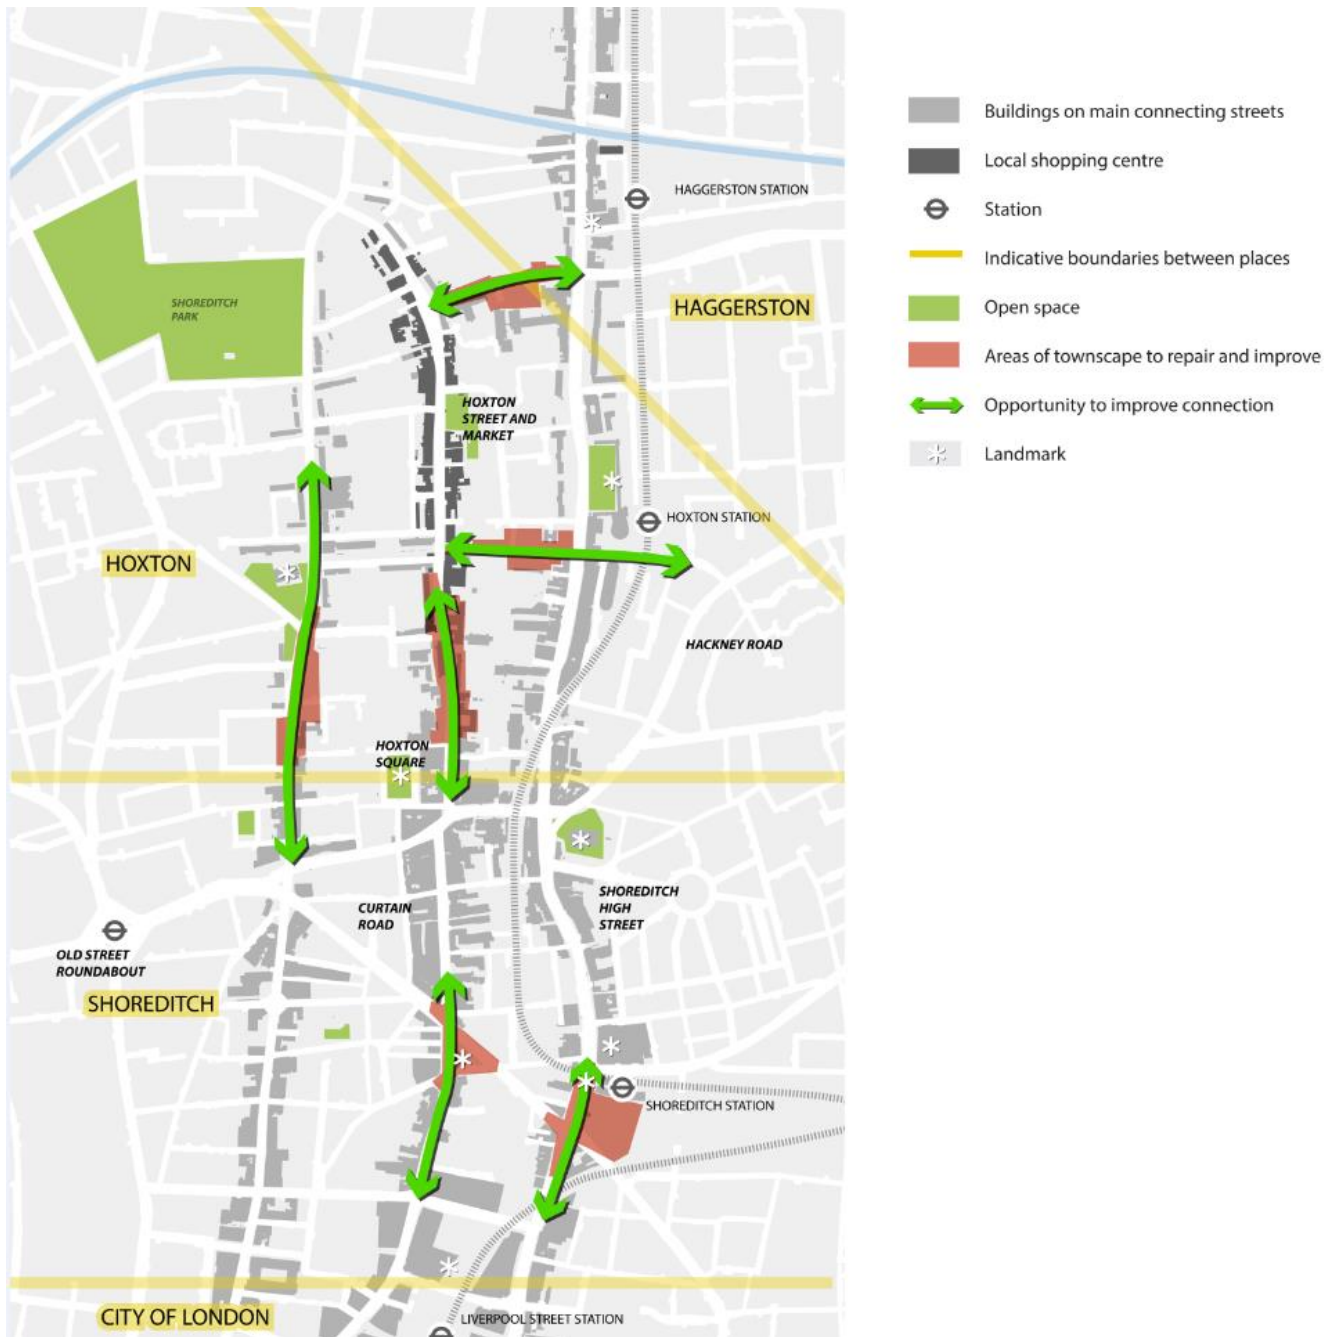 HAGGERSTON STATION
SHOREDITCH
PARK
HAGGERSTON
HOXTON
STREET AND
MARKET
HOXTON STATION
HOXTON
HACKNEY ROAD
HOXTON
SQUARE
SHOREDITCH
HIGH
STREET
CURTAIN
ROAD
OLD STREET
ROUNDABOUT
SHOREDITCH
SHOREDITCH STATION
CITY OF LONDON
LIVERPOOL STREET STATION
Buildings on main connecting streets
Local shopping centre
Station
Indicative boundaries between places
Open space
Areas of townscape to repair and improve
Opportunity to improve connection
Landmark